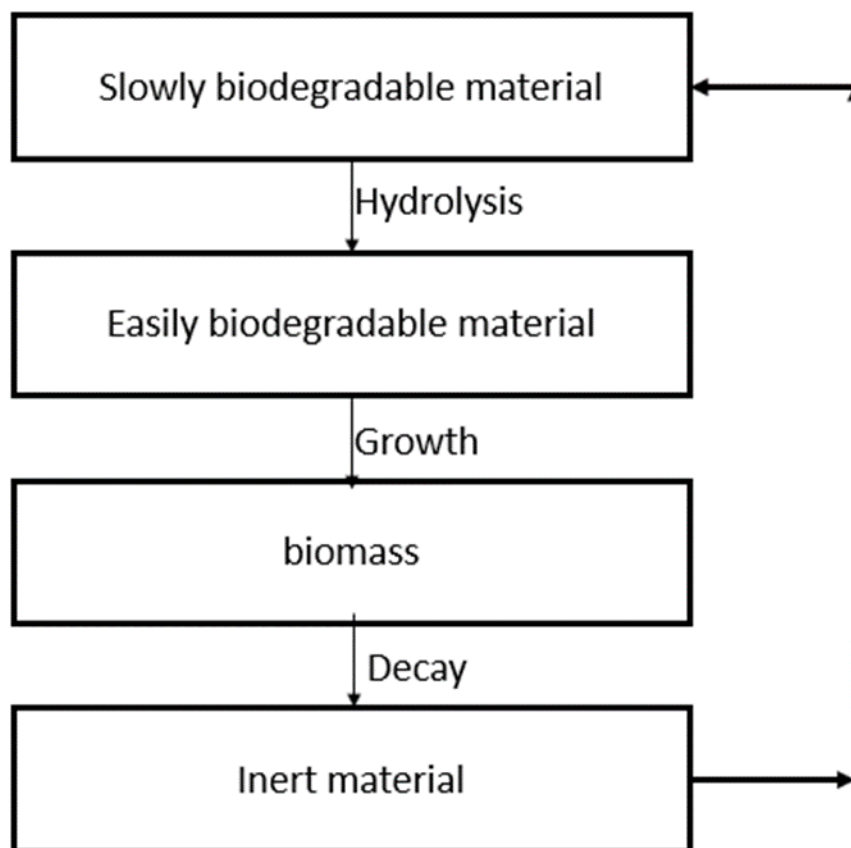 Slowly biodegradable material
Hydrolysis
Easily biodegradable material
Growth
biomass
Decay
Inert material